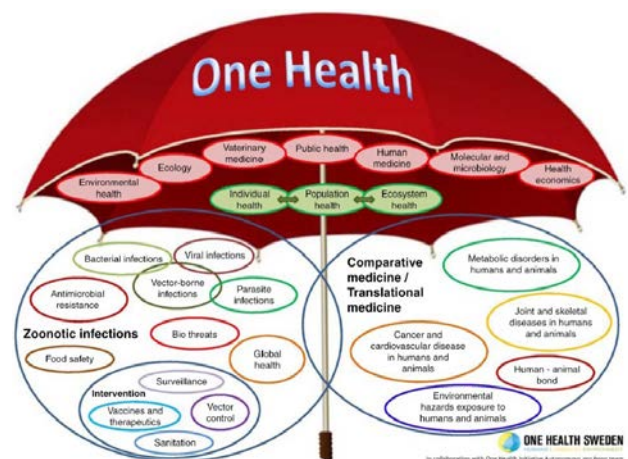 One Health
Public health
Veterinary
medicine
Human
medicine
Ecology
Molecular and
microbiology
Environmental
health
Health
economics
Individual
health
Population
health
Ecosystem
health
Bacterial infections
Viral infections
Vector-borne
infections
Antimicrobial
resistance
Parasite
infections
Zoonotic infections
Bio threats
Food safety
Global
health
Intervention
Surveillance
Vaccines and
therapeutics
Vector
control
Sanitation
Comparative
medicine /
Translational
medicine
Metabolic disorders in
humans and animals
Joint and skeletal
diseases in humans
and animals
Cancer and
cardiovascular disease
in humans and
animals
Human - animal
bond
Environmental
hazards exposure to
humans and animals
ONE HEALTH SWEDEN